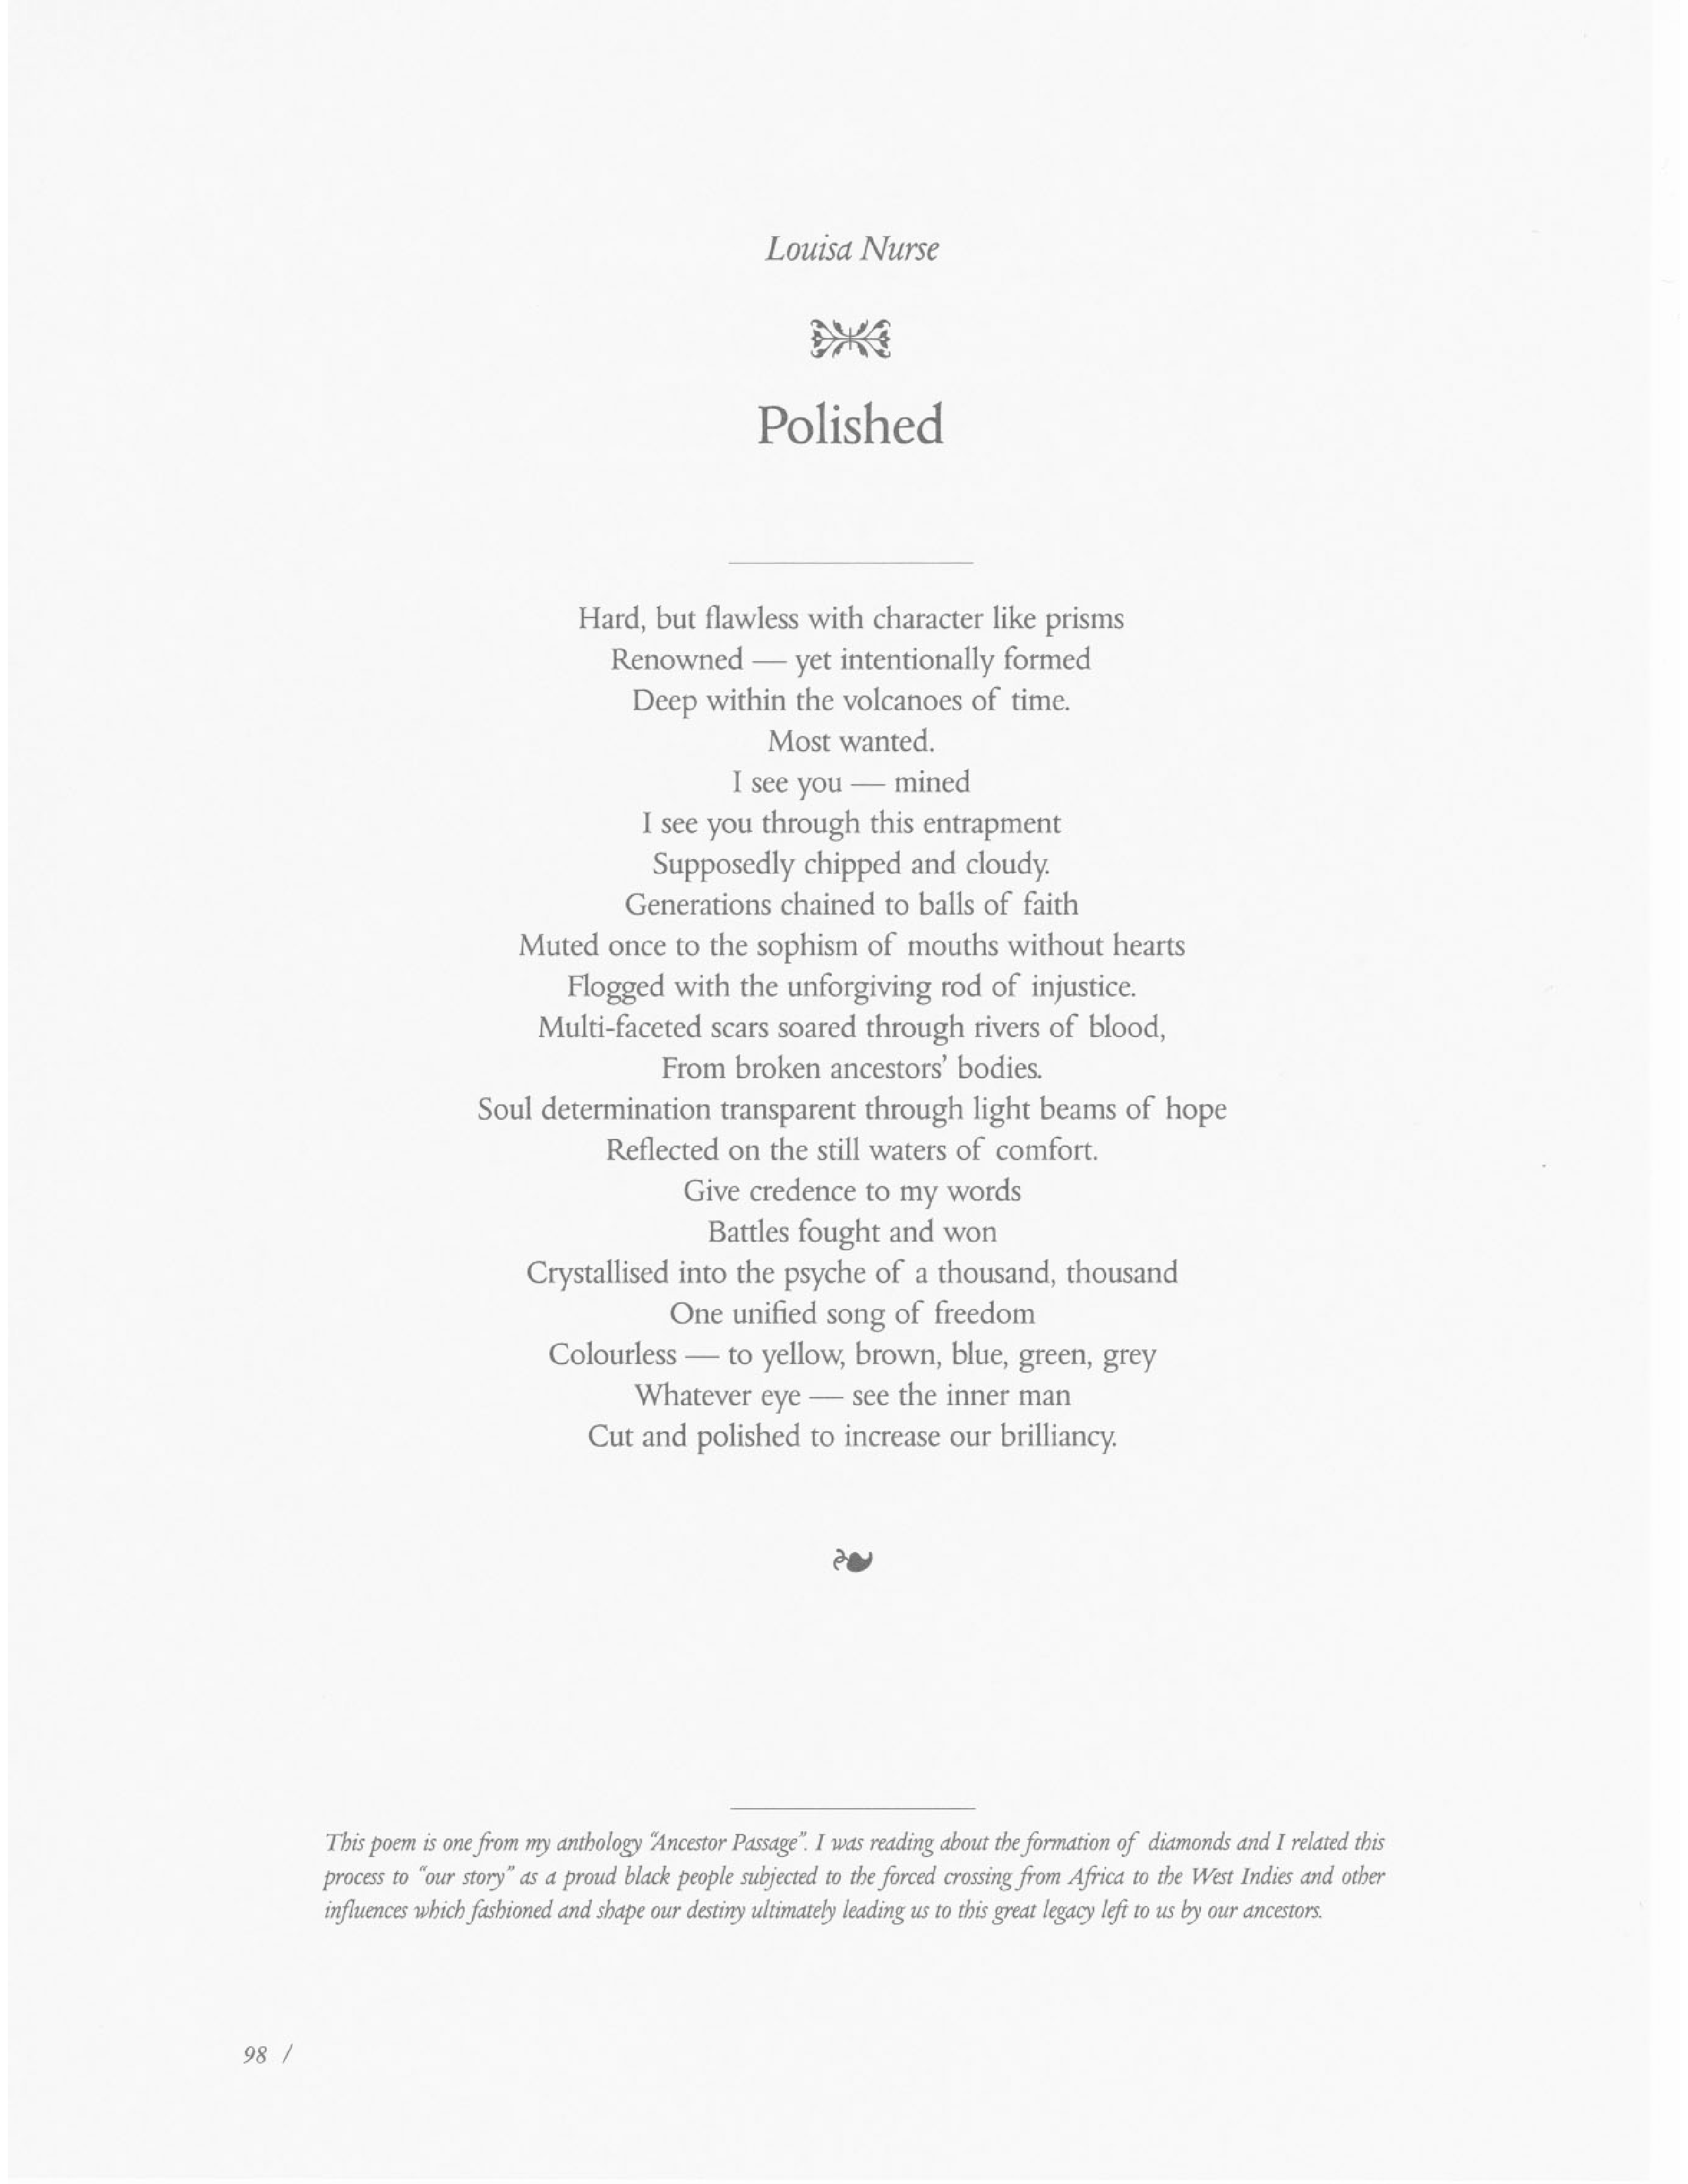 Louisa Nurse
Polished
Hard, but flawless with character like prisms
Renowned — yet intentionally formed
Deep within the volcanoes of time.
Most wanted.
I see you — mined
I see you through this entrapment
Supposedly chipped and cloudy.
Generations chained to balls of faith
Muted once to the sophism of mouths without hearts
Flogged with the unforgiving rod of injustice.
Multi-faceted scars soared through rivers of blood,
From broken ancestors’ bodies.
Soul determination transparent through light beams of hope
Reflected on the still waters of comfort.
Give credence to my words
Battles fought and won
Crystallised into the psyche of a thousand, thousand
One unified song of freedom
Colourless — to yellow, brown, blue, green, grey
Whatever eye — see the inner man
Cut and polished to increase our brilliancy.
This poem is one from my anthology “Ancestor Passage”. I was reading about the formation of diamonds and I related this
process to “our story” as a proud black people subjected to the forced crossing from Africa to the West Indies and other
influences which fashioned and shape our destiny ultimately leading us to this great legacy left to us by our ancestors.
98 /